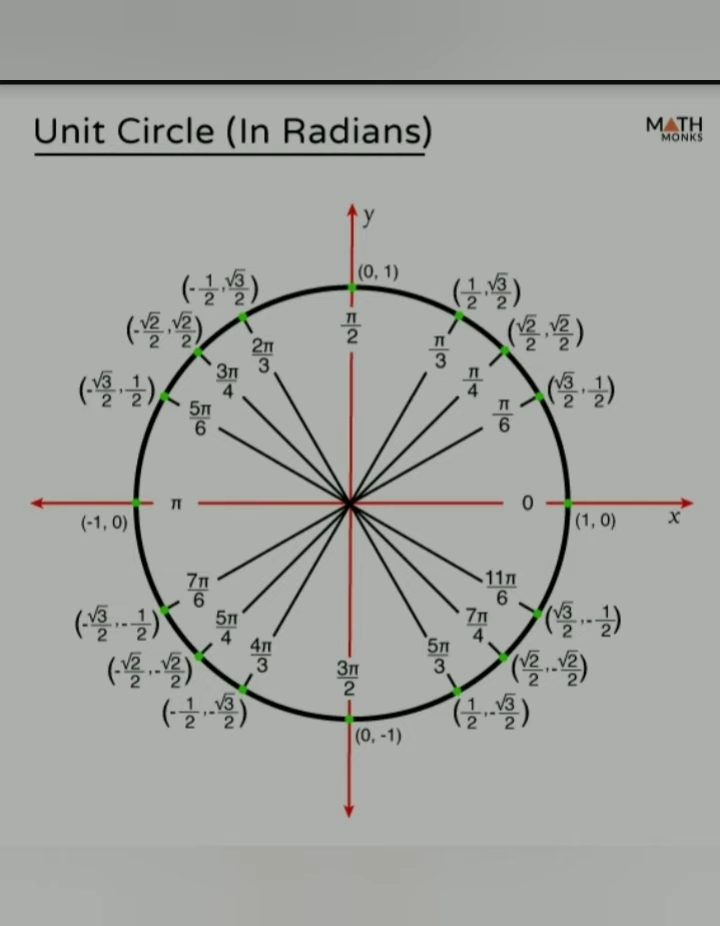 Unit Circle (In Radians)
MATH
MONKS
y
(0, 1)
(-1/2, √3/2)
(1/2, √3/2)
(-√2/2, √2/2)
(√2/2, √2/2)
π/2
2π/3
π/3
3π/4
π/4
(-√3/2, 1/2)
(√3/2, 1/2)
5π/6
π/6
π
0
(-1, 0)
(1, 0)
x
7π/6
11π/6
(-√3/2, -1/2)
5π/4
7π/4
(√3/2, -1/2)
4π/3
5π/3
(-√2/2, -√2/2)
3π/2
(√2/2, -√2/2)
(-1/2, -√3/2)
(1/2, -√3/2)
(0, -1)